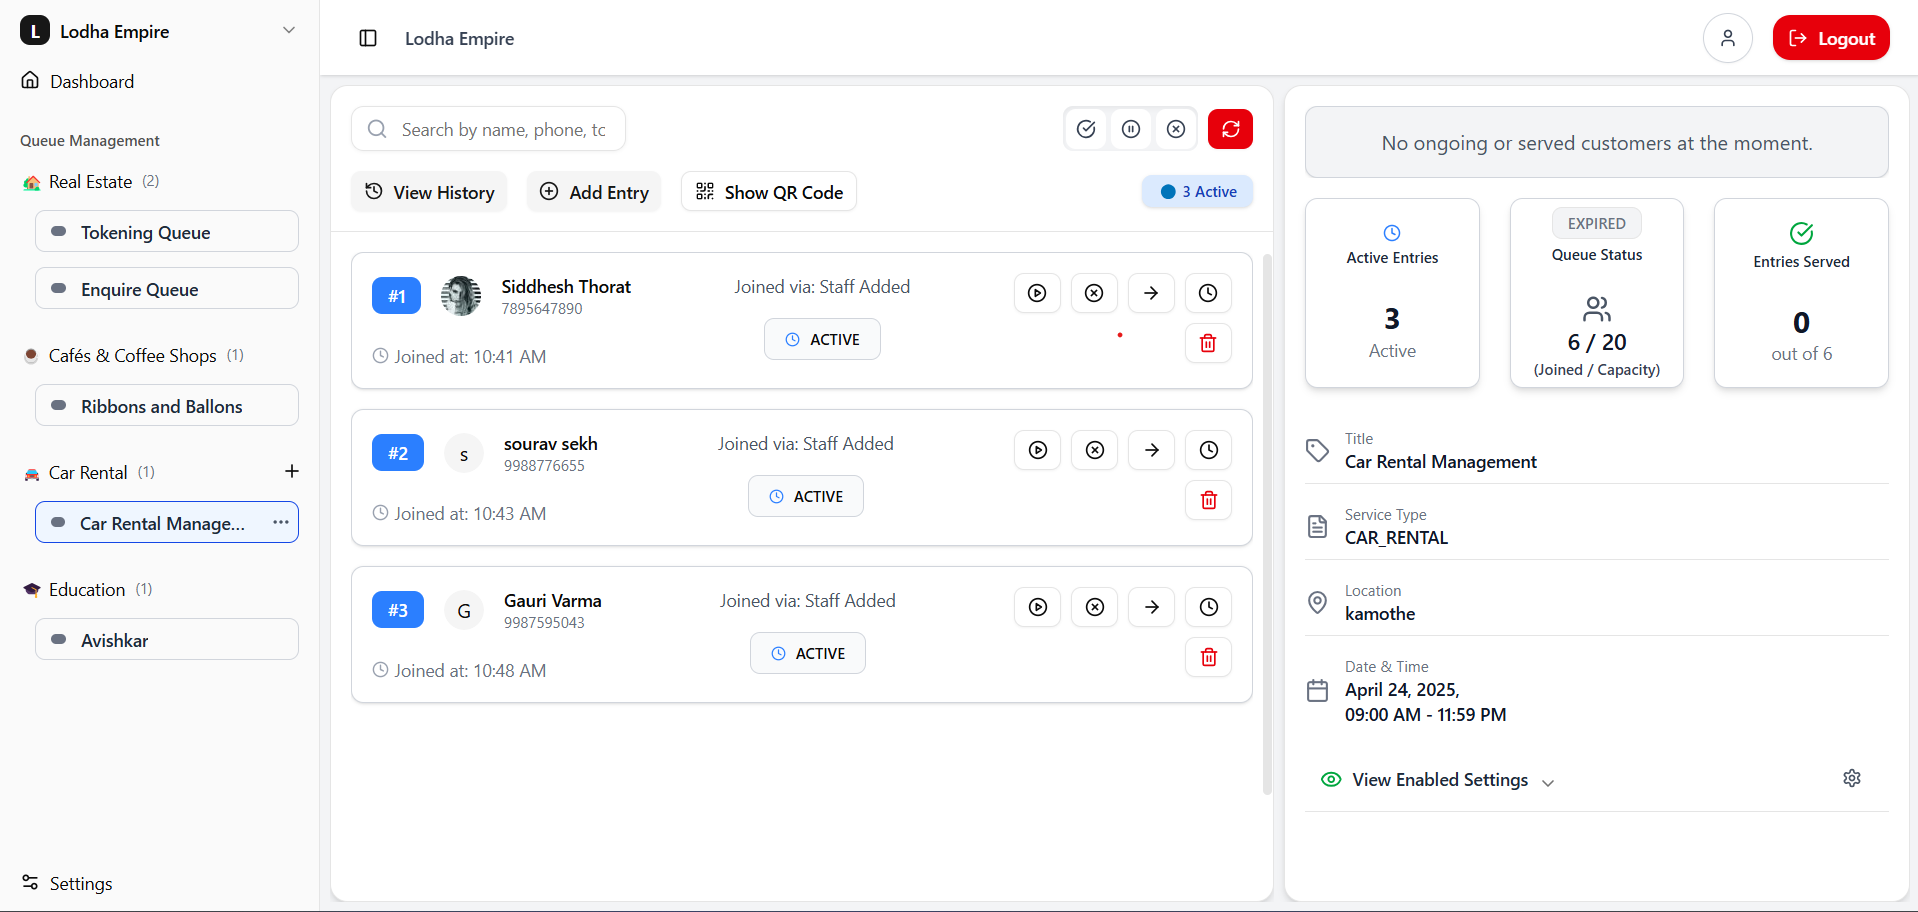 L Lodha Empire
Dashboard
Queue Management
Real Estate (2)
Tokening Queue
Enquire Queue
Cafés & Coffee Shops (1)
Ribbons and Ballons
Car Rental (1)
Car Rental Manage...
Education (1)
Avishkar
Settings
Lodha Empire
Logout
Search by name, phone, to
View History
Add Entry
Show QR Code
3 Active
#1
Siddhesh Thorat
7895647890
Joined via: Staff Added
ACTIVE
Joined at: 10:41 AM
#2
s
sourav sekh
9988776655
Joined via: Staff Added
ACTIVE
Joined at: 10:43 AM
#3
G
Gauri Varma
9987595043
Joined via: Staff Added
ACTIVE
Joined at: 10:48 AM
No ongoing or served customers at the moment.
Active Entries
3
Active
EXPIRED
Queue Status
6 / 20
(Joined / Capacity)
Entries Served
0
out of 6
Title
Car Rental Management
Service Type
CAR_RENTAL
Location
kamothe
Date & Time
April 24, 2025,
09:00 AM - 11:59 PM
View Enabled Settings